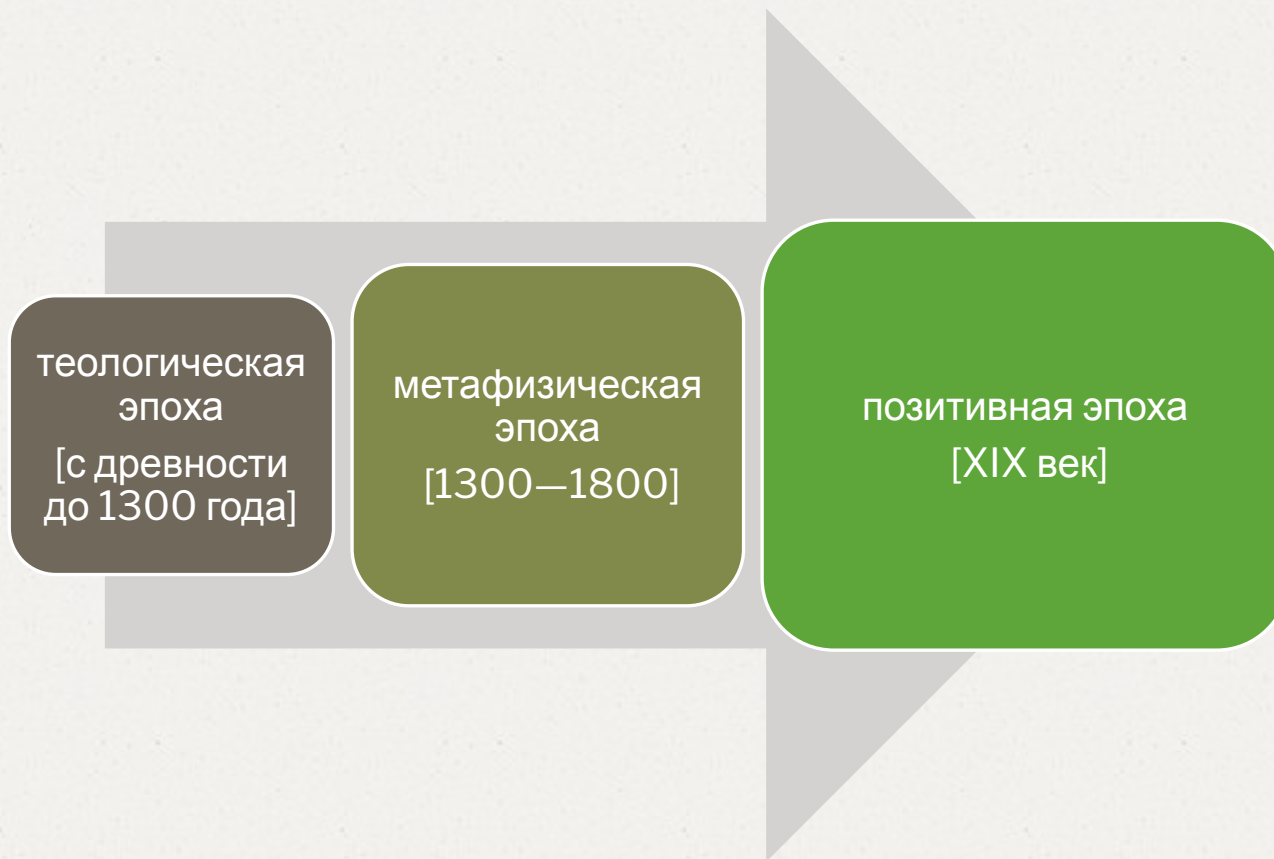 теологическая
эпоха
[с древности
до 1300 года]
метафизическая
эпоха
[1300—1800]
позитивная эпоха
[XIX век]